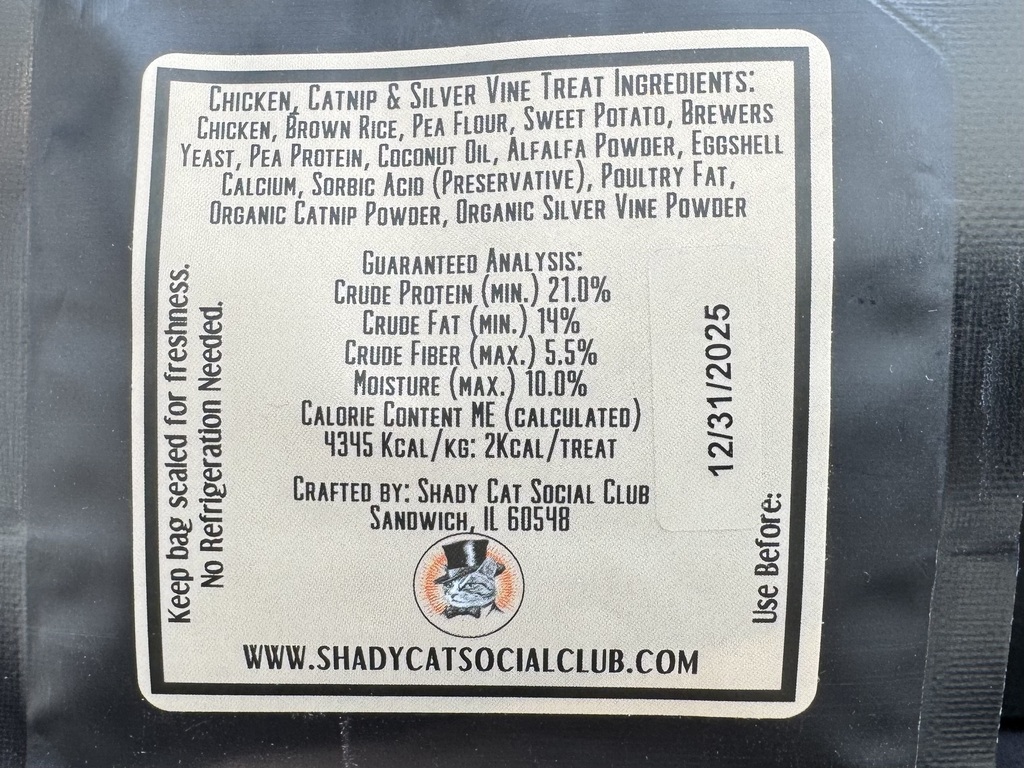 Chicken, Catnip & Silver Vine Treat Ingredients:
Chicken, Brown Rice, Pea Flour, Sweet Potato, Brewers
Yeast, Pea Protein, Coconut Oil, Alfalfa Powder, Eggshell
Calcium, Sorbic Acid (Preservative), Poultry Fat,
Organic Catnip Powder, Organic Silver Vine Powder
Guaranteed Analysis:
Crude Protein (min.) 21.0%
Crude Fat (min.) 14%
Crude Fiber (max.) 5.5%
Moisture (max.) 10.0%
Calorie Content ME (calculated)
4345 Kcal/kg: 2Kcal/treat
Crafted by: Shady Cat Social Club
Sandwich, IL 60548
www.shadycatsocialclub.com
Keep bag sealed for freshness.
No Refrigeration Needed.
Use Before:
12/31/2025